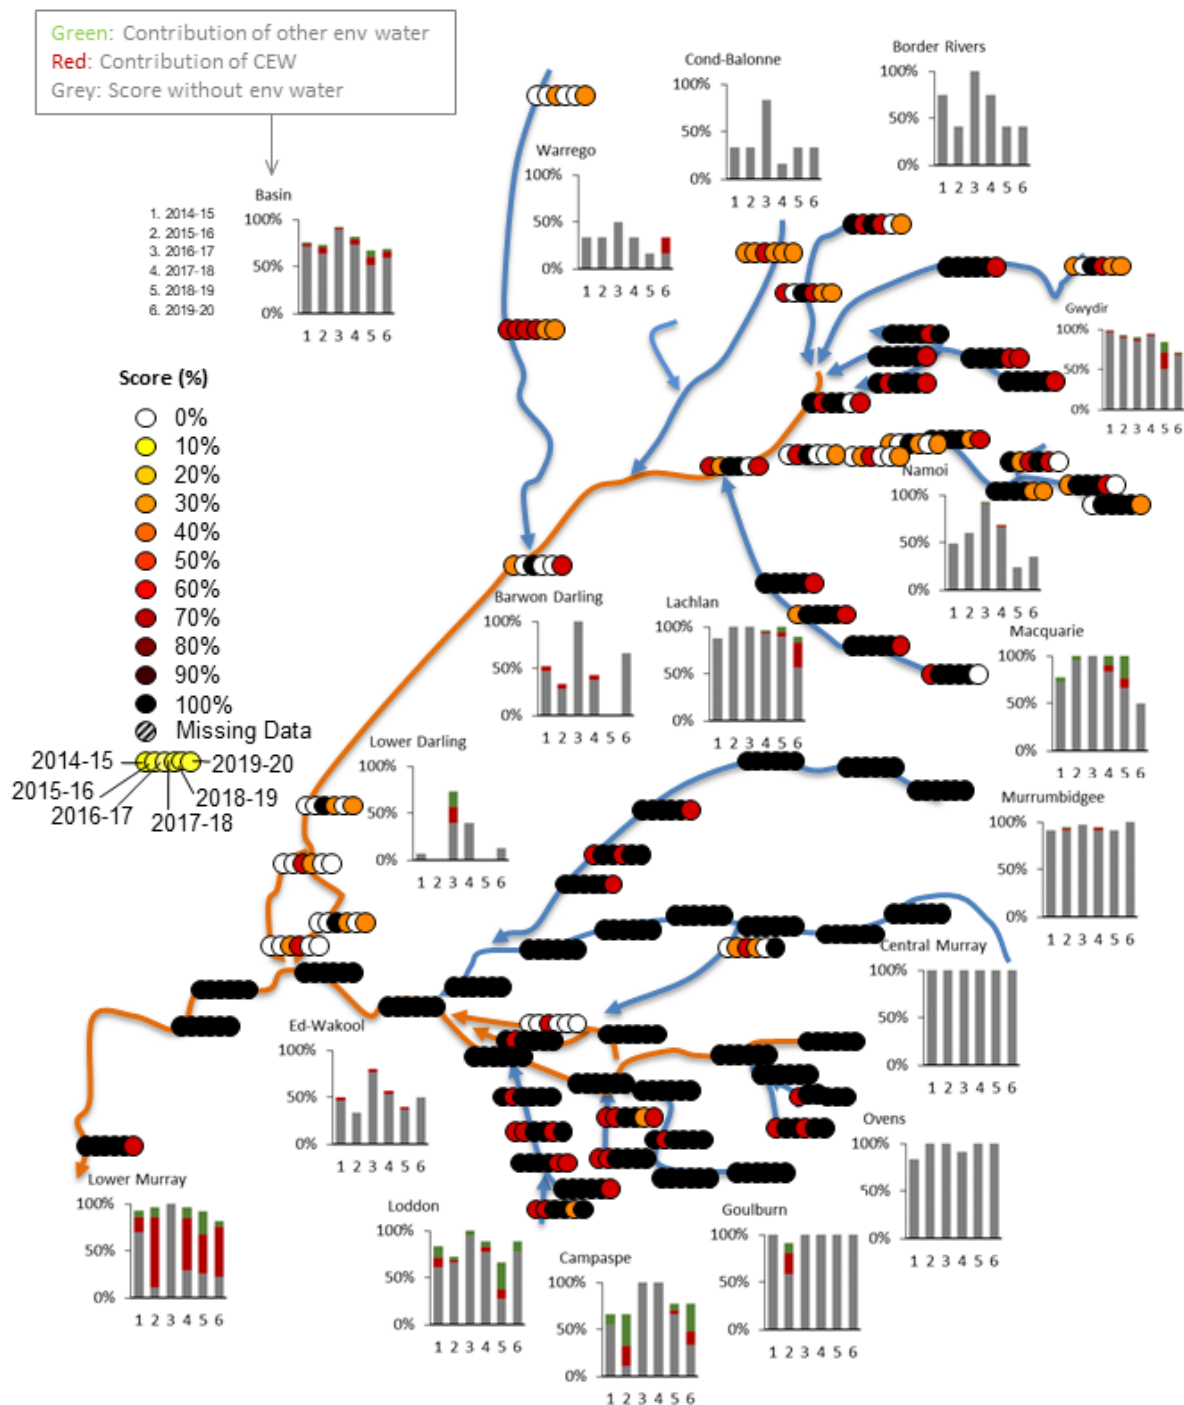 Green: Contribution of other env water
Red: Contribution of CEW
Grey: Score without env water
Border Rivers
100%
50%
0%
1 2 3 4 5 6
Cond-Balonne
100%
50%
0%
1 2 3 4 5 6
Warrego
100%
50%
0%
1 2 3 4 5 6
Basin
100%
50%
0%
1 2 3 4 5 6
1. 2014-15
2. 2015-16
3. 2016-17
4. 2017-18
5. 2018-19
6. 2019-20
Gwydir
100%
50%
0%
1 2 3 4 5 6
Score (%)
0%
10%
20%
30%
40%
50%
60%
70%
80%
90%
100%
Missing Data
2014-15
2015-16
2016-17
2017-18
2018-19
2019-20
Namoi
100%
50%
0%
1 2 3 4 5 6
Barwon Darling
100%
50%
0%
1 2 3 4 5 6
Lachlan
100%
50%
0%
1 2 3 4 5 6
Macquarie
100%
50%
0%
1 2 3 4 5 6
Lower Darling
100%
50%
0%
1 2 3 4 5 6
Murrumbidgee
100%
50%
0%
1 2 3 4 5 6
Central Murray
100%
50%
0%
1 2 3 4 5 6
Ed-Wakool
100%
50%
0%
1 2 3 4 5 6
Ovens
100%
50%
0%
1 2 3 4 5 6
Lower Murray
100%
50%
0%
1 2 3 4 5 6
Loddon
100%
50%
0%
1 2 3 4 5 6
Campaspe
100%
50%
0%
1 2 3 4 5 6
Goulburn
100%
50%
0%
1 2 3 4 5 6